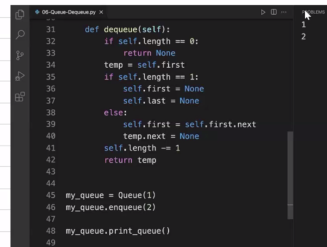 06-Queue-Dequeue.py ×
31 def dequeue(self):
32 if self.length == 0:
33 return None
34 temp = self.first
35 if self.length == 1:
36 self.first = None
37 self.last = None
38 else:
39 self.first = self.first.next
40 temp.next = None
41 self.length -= 1
42 return temp
43
44
45 my_queue = Queue(1)
46 my_queue.enqueue(2)
47
48 my_queue.print_queue()
49
1
2